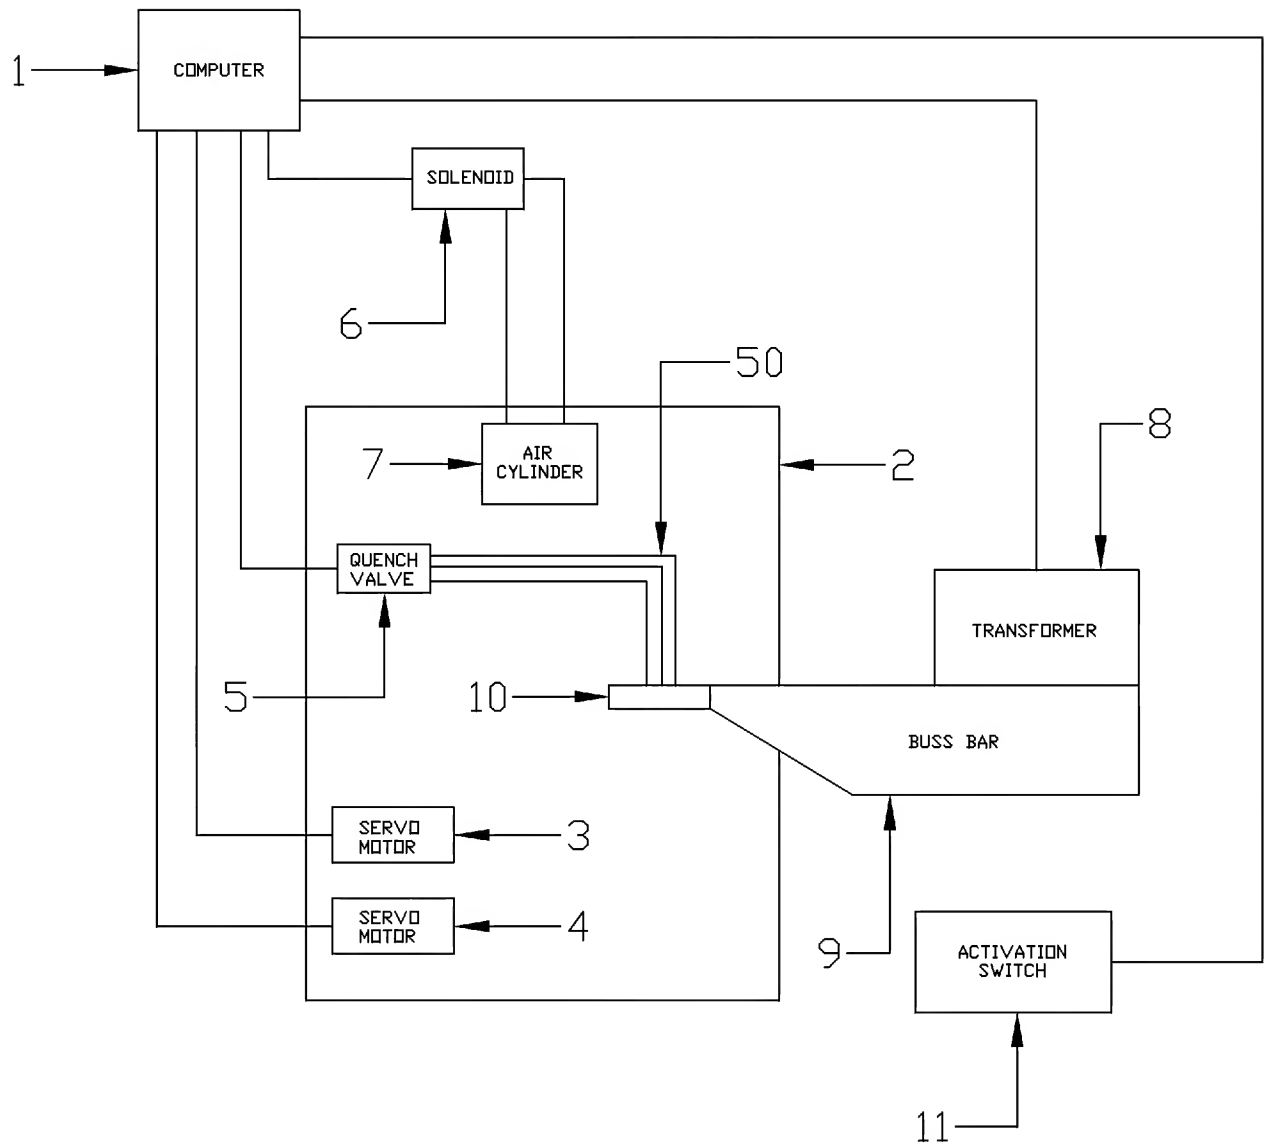 1
COMPUTER
SOLENOID
6
50
8
7
AIR
CYLINDER
2
QUENCH
VALVE
TRANSFORMER
5
10
BUSS BAR
SERVO
MOTOR
3
SERVO
MOTOR
4
9
ACTIVATION
SWITCH
11